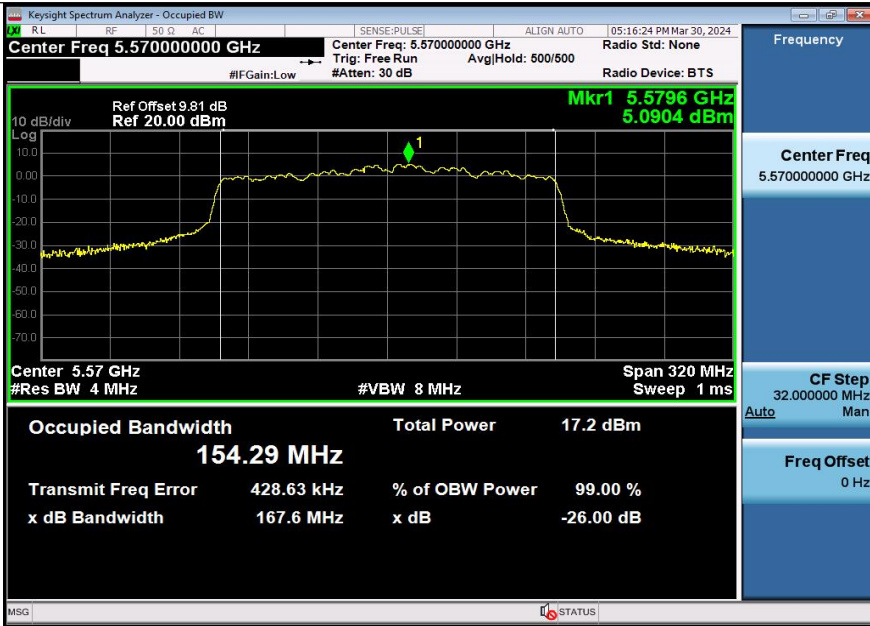 Keysight Spectrum Analyzer - Occupied BW
LXI RL RF 50 Ω AC SENSE:PULSE ALIGN AUTO 05:16:24 PM Mar 30, 2024
Center Freq 5.570000000 GHz
Center Freq: 5.570000000 GHz
Radio Std: None
Trig: Free Run Avg|Hold: 500/500
#IFGain:Low #Atten: 30 dB Radio Device: BTS
Ref Offset 9.81 dB
10 dB/div Ref 20.00 dBm
Mkr1 5.5796 GHz
5.0904 dBm
Log
1
10.0
0.00
-10.0
-20.0
-30.0
-40.0
-50.0
-60.0
-70.0
Center 5.57 GHz Span 320 MHz
#Res BW 4 MHz #VBW 8 MHz Sweep 1 ms
Occupied Bandwidth Total Power 17.2 dBm
154.29 MHz
Transmit Freq Error 428.63 kHz % of OBW Power 99.00 %
x dB Bandwidth 167.6 MHz x dB -26.00 dB
MSG STATUS
Frequency
Center Freq
5.570000000 GHz
CF Step
32.000000 MHz
Auto Man
Freq Offset
0 Hz